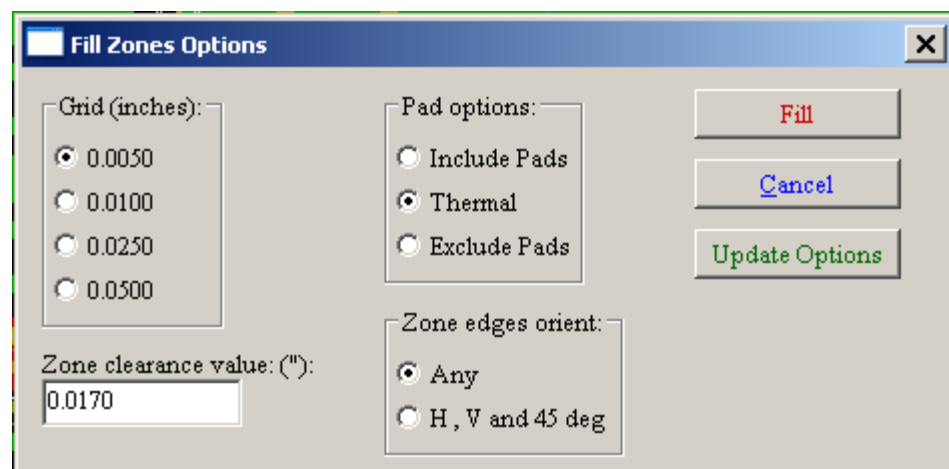 Fill Zones Options
Grid (inches):
0.0050
0.0100
0.0250
0.0500
Zone clearance value: ("):
0.0170
Pad options:
Include Pads
Thermal
Exclude Pads
Zone edges orient:
Any
H , V and 45 deg
Fill
Cancel
Update Options